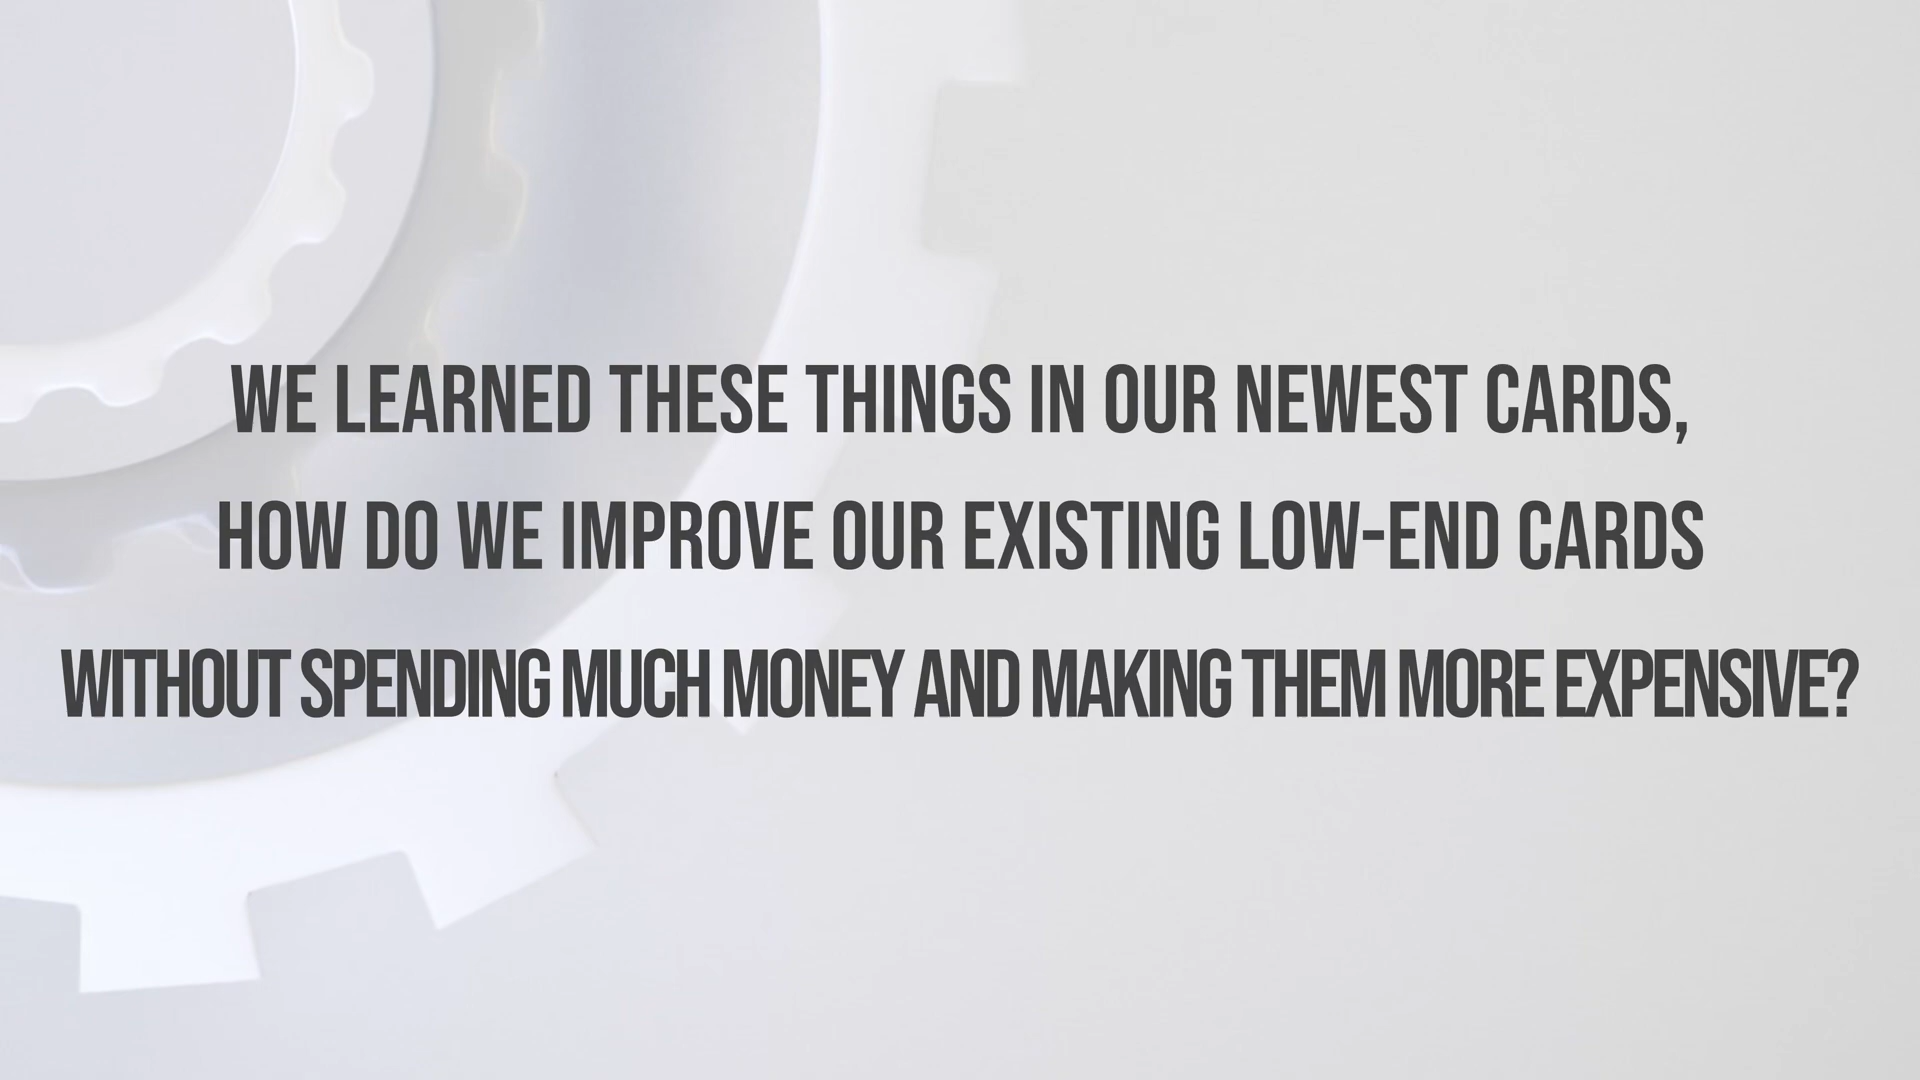 WE LEARNED THESE THINGS IN OUR NEWEST CARDS,
HOW DO WE IMPROVE OUR EXISTING LOW-END CARDS
WITHOUT SPENDING MUCH MONEY AND MAKING THEM MORE EXPENSIVE?